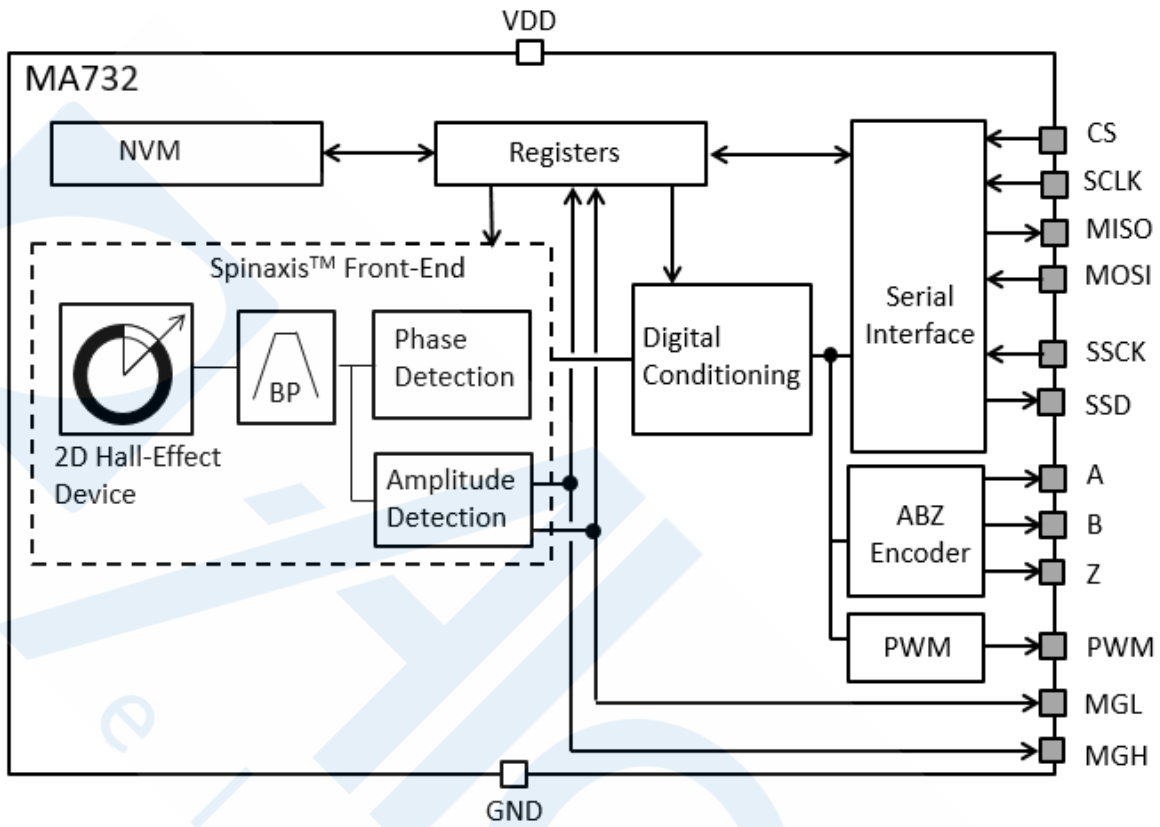 VDD
MA732
NVM
Registers
CS
SCLK
MISO
MOSI
SSCK
SSD
Serial
Interface
Spinaxis™ Front-End
Phase
Detection
BP
2D Hall-Effect
Device
Amplitude
Detection
Digital
Conditioning
ABZ
Encoder
A
B
Z
PWM
PWM
MGL
MGH
GND